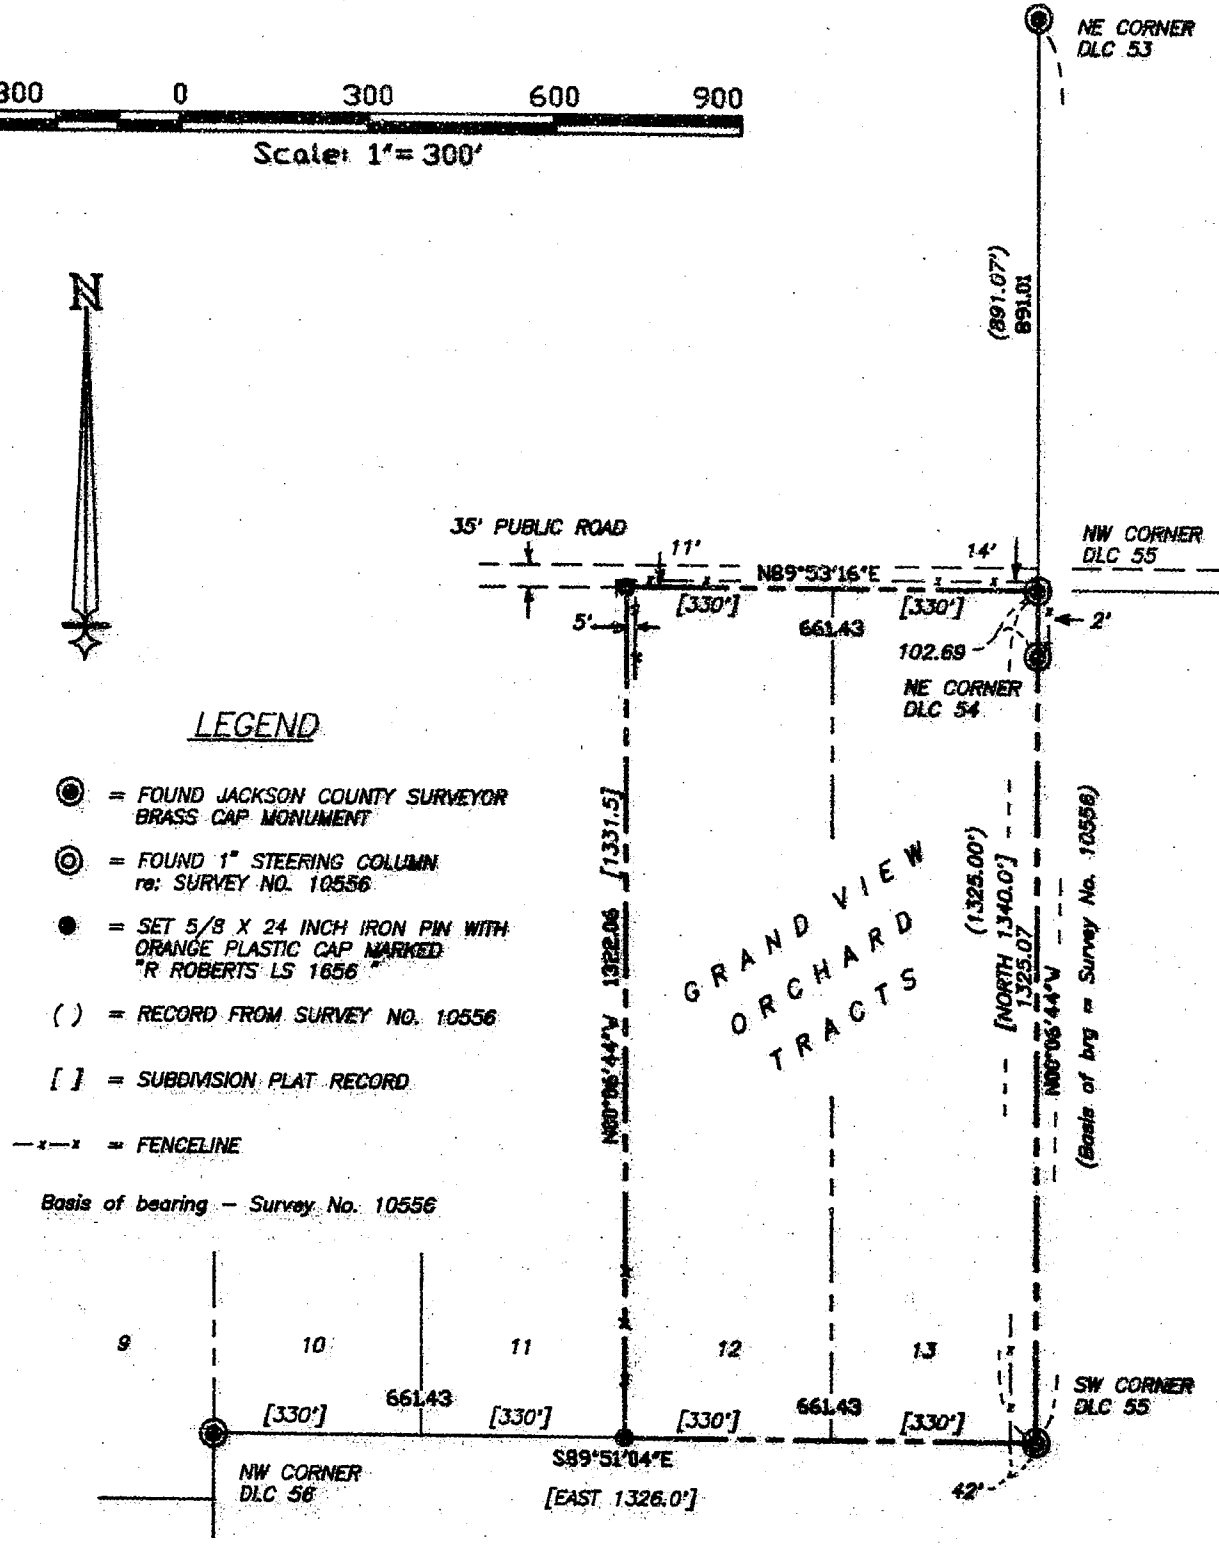 NE CORNER
DLC 53
300 0 300 600 900
Scale: 1"= 300'
(891.07')
891.01
N
35' PUBLIC ROAD
11'
14'
NW CORNER
DLC 55
N89°53'16"E
[330']
[330']
5'
661.43
2'
102.69
NE CORNER
DLC 54
LEGEND
= FOUND JACKSON COUNTY SURVEYOR
BRASS CAP MONUMENT
= FOUND 1" STEERING COLUMN
re: SURVEY NO. 10556
= SET 5/8 X 24 INCH IRON PIN WITH
ORANGE PLASTIC CAP MARKED
"R ROBERTS LS 1656 "
( ) = RECORD FROM SURVEY NO. 10556
[ ] = SUBDIVISION PLAT RECORD
—x—x = FENCELINE
Basis of bearing – Survey No. 10556
N00°06'44"W 1322.06 [1331.5]
GRAND VIEW
ORCHARD
TRACTS
(1325.00')
[NORTH 1340.0']
1325.07
N00°06'44"W
(Basis of brg = Survey No. 10556)
9
10
11
12
13
661.43
661.43
[330']
[330']
[330']
[330']
SW CORNER
DLC 55
S89°51'04"E
NW CORNER
DLC 56
[EAST 1326.0']
42'